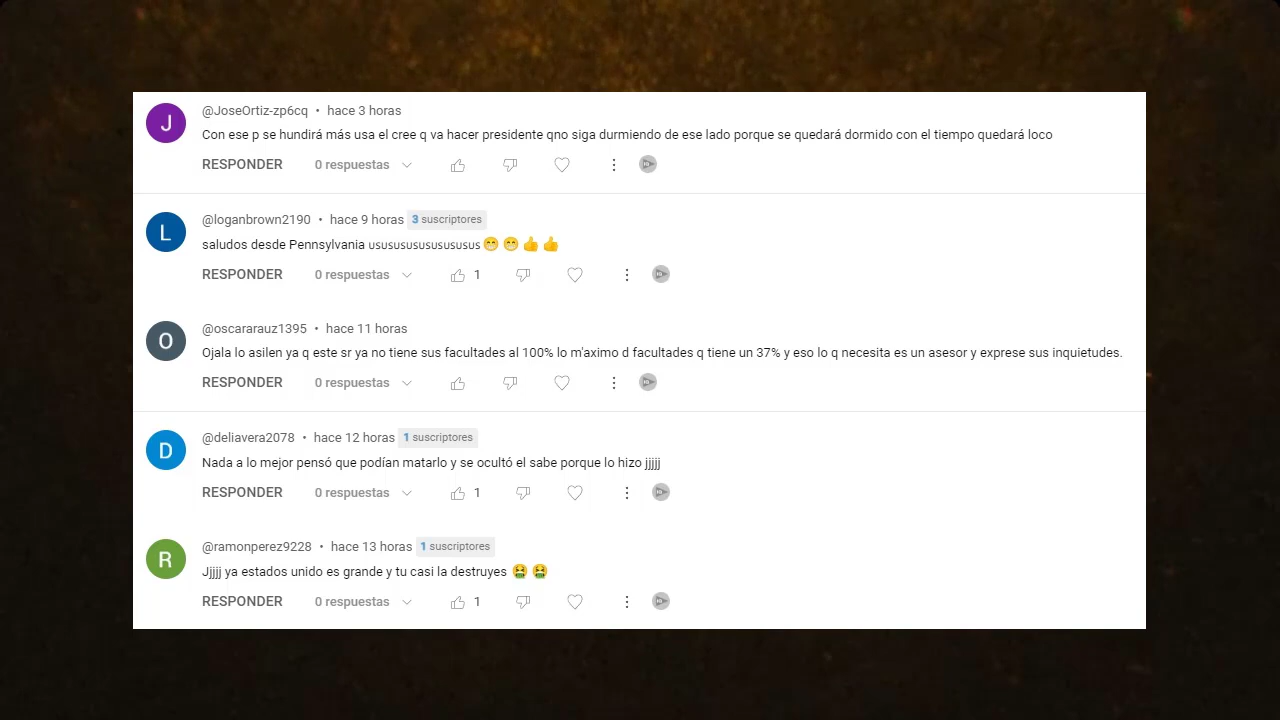 J
@JoseOrtiz-zp6cq • hace 3 horas
Con ese p se hundirá más usa el cree q va hacer presidente qno siga durmiendo de ese lado porque se quedará dormido con el tiempo quedará loco
RESPONDER 0 respuestas
L
@loganbrown2190 • hace 9 horas 3 suscriptores
saludos desde Pennsylvania ususususususususus😁😁👍👍
RESPONDER 0 respuestas 1
O
@oscararauz1395 • hace 11 horas
Ojala lo asilen ya q este sr ya no tiene sus facultades al 100% lo m'aximo d facultades q tiene un 37% y eso lo q necesita es un asesor y exprese sus inquietudes.
RESPONDER 0 respuestas
D
@deliavera2078 • hace 12 horas 1 suscriptores
Nada a lo mejor pensó que podían matarlo y se ocultó el sabe porque lo hizo jjjjj
RESPONDER 0 respuestas 1
R
@ramonperez9228 • hace 13 horas 1 suscriptores
Jjjjj ya estados unido es grande y tu casi la destruyes 🤮🤮
RESPONDER 0 respuestas 1